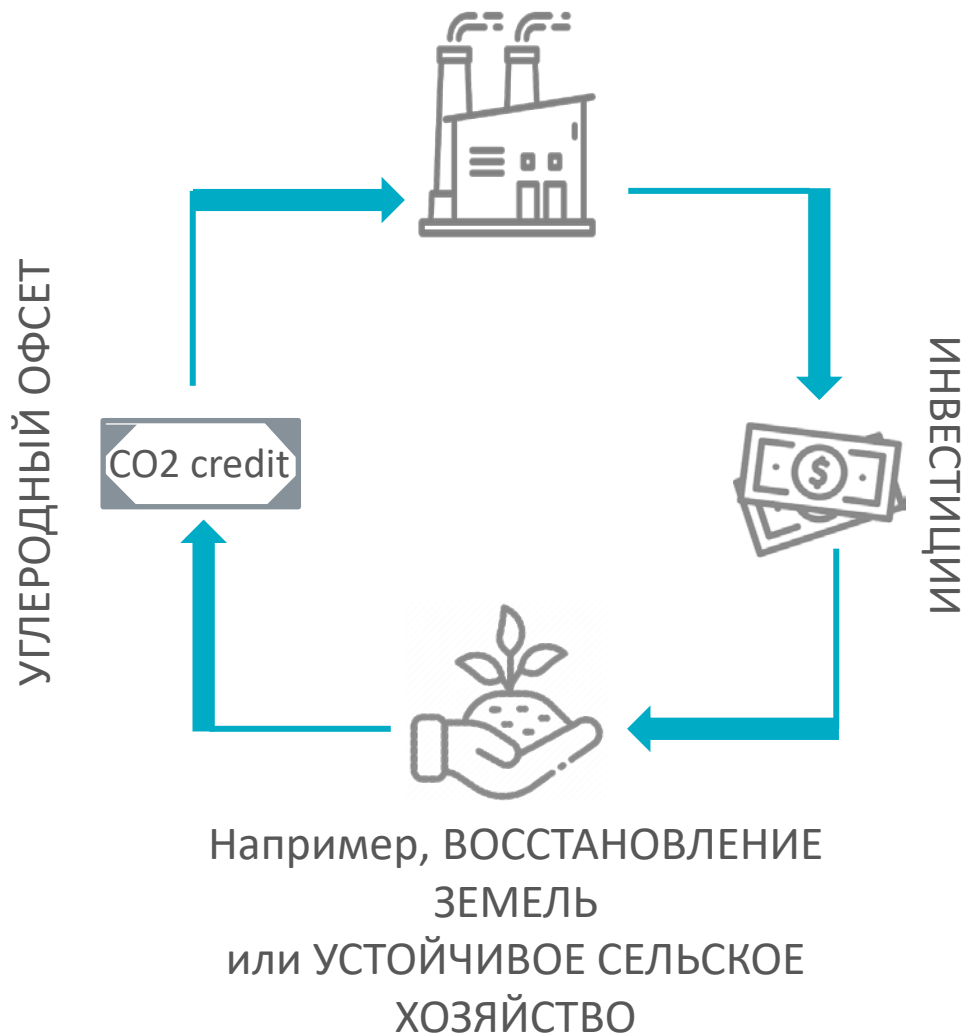 УГЛЕРОДНЫЙ ОФСЕТ
CO2 credit
$
ИНВЕСТИЦИИ
Например, ВОССТАНОВЛЕНИЕ
ЗЕМЕЛЬ
или УСТОЙЧИВОЕ СЕЛЬСКОЕ
ХОЗЯЙСТВО